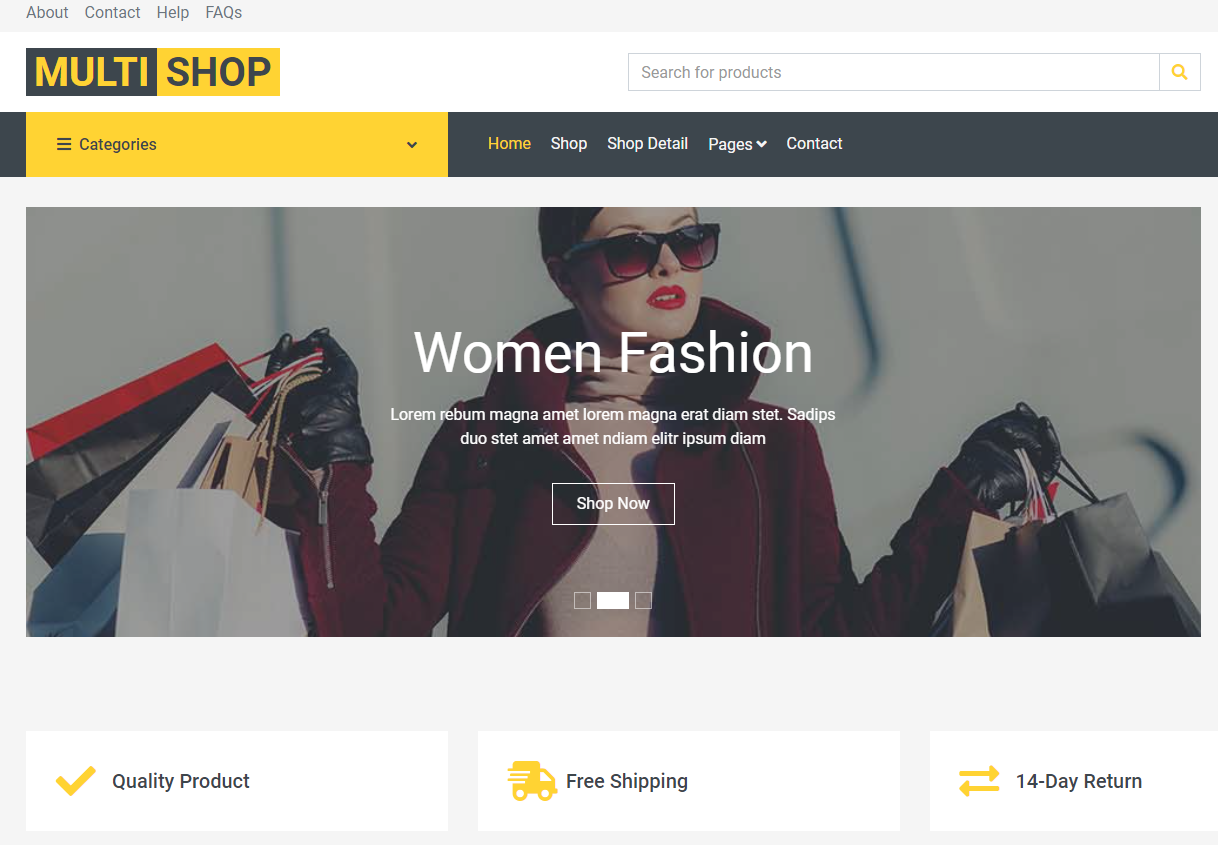 About Contact Help FAQs
MULTI SHOP
Search for products
Categories
Home Shop Shop Detail Pages Contact
Women Fashion
Lorem rebum magna amet lorem magna erat diam stet. Sadips
duo stet amet amet ndiam elitr ipsum diam
Shop Now
Quality Product
Free Shipping
14-Day Return